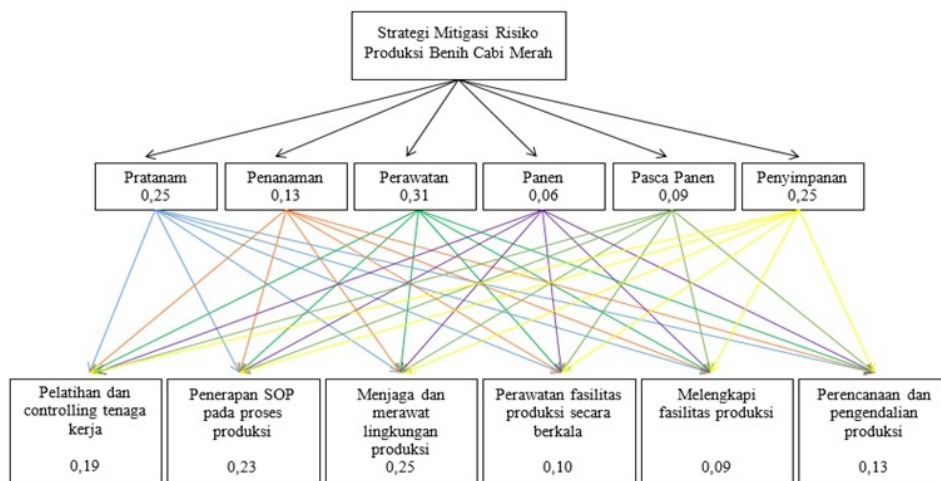 Strategi Mitigasi Risiko
Produksi Benih Cabi Merah
Pratanam
0,25
Penanaman
0,13
Perawatan
0,31
Panen
0,06
Pasca Panen
0,09
Penyimpanan
0,25
Pelatihan dan
controlling tenaga
kerja
0,19
Penerapan SOP
pada proses
produksi
0,23
Menjaga dan
merawat
lingkungan
produksi
0,25
Perawatan fasilitas
produksi secara
berkala
0,10
Melengkapi
fasilitas produksi
0,09
Perencanaan dan
pengendalian
produksi
0,13